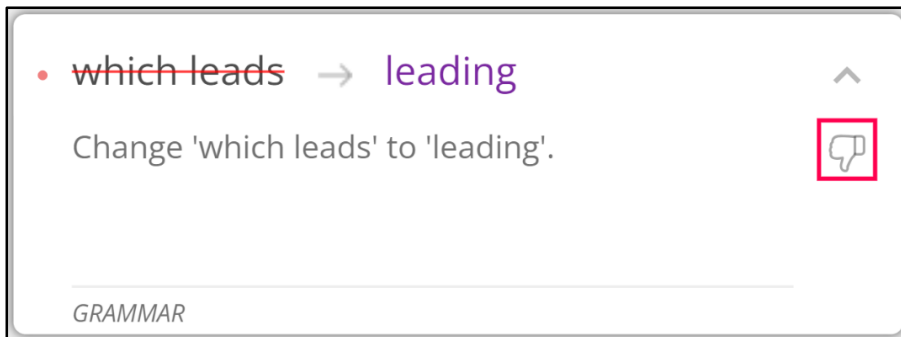 which leads → leading
Change 'which leads' to 'leading'.
GRAMMAR